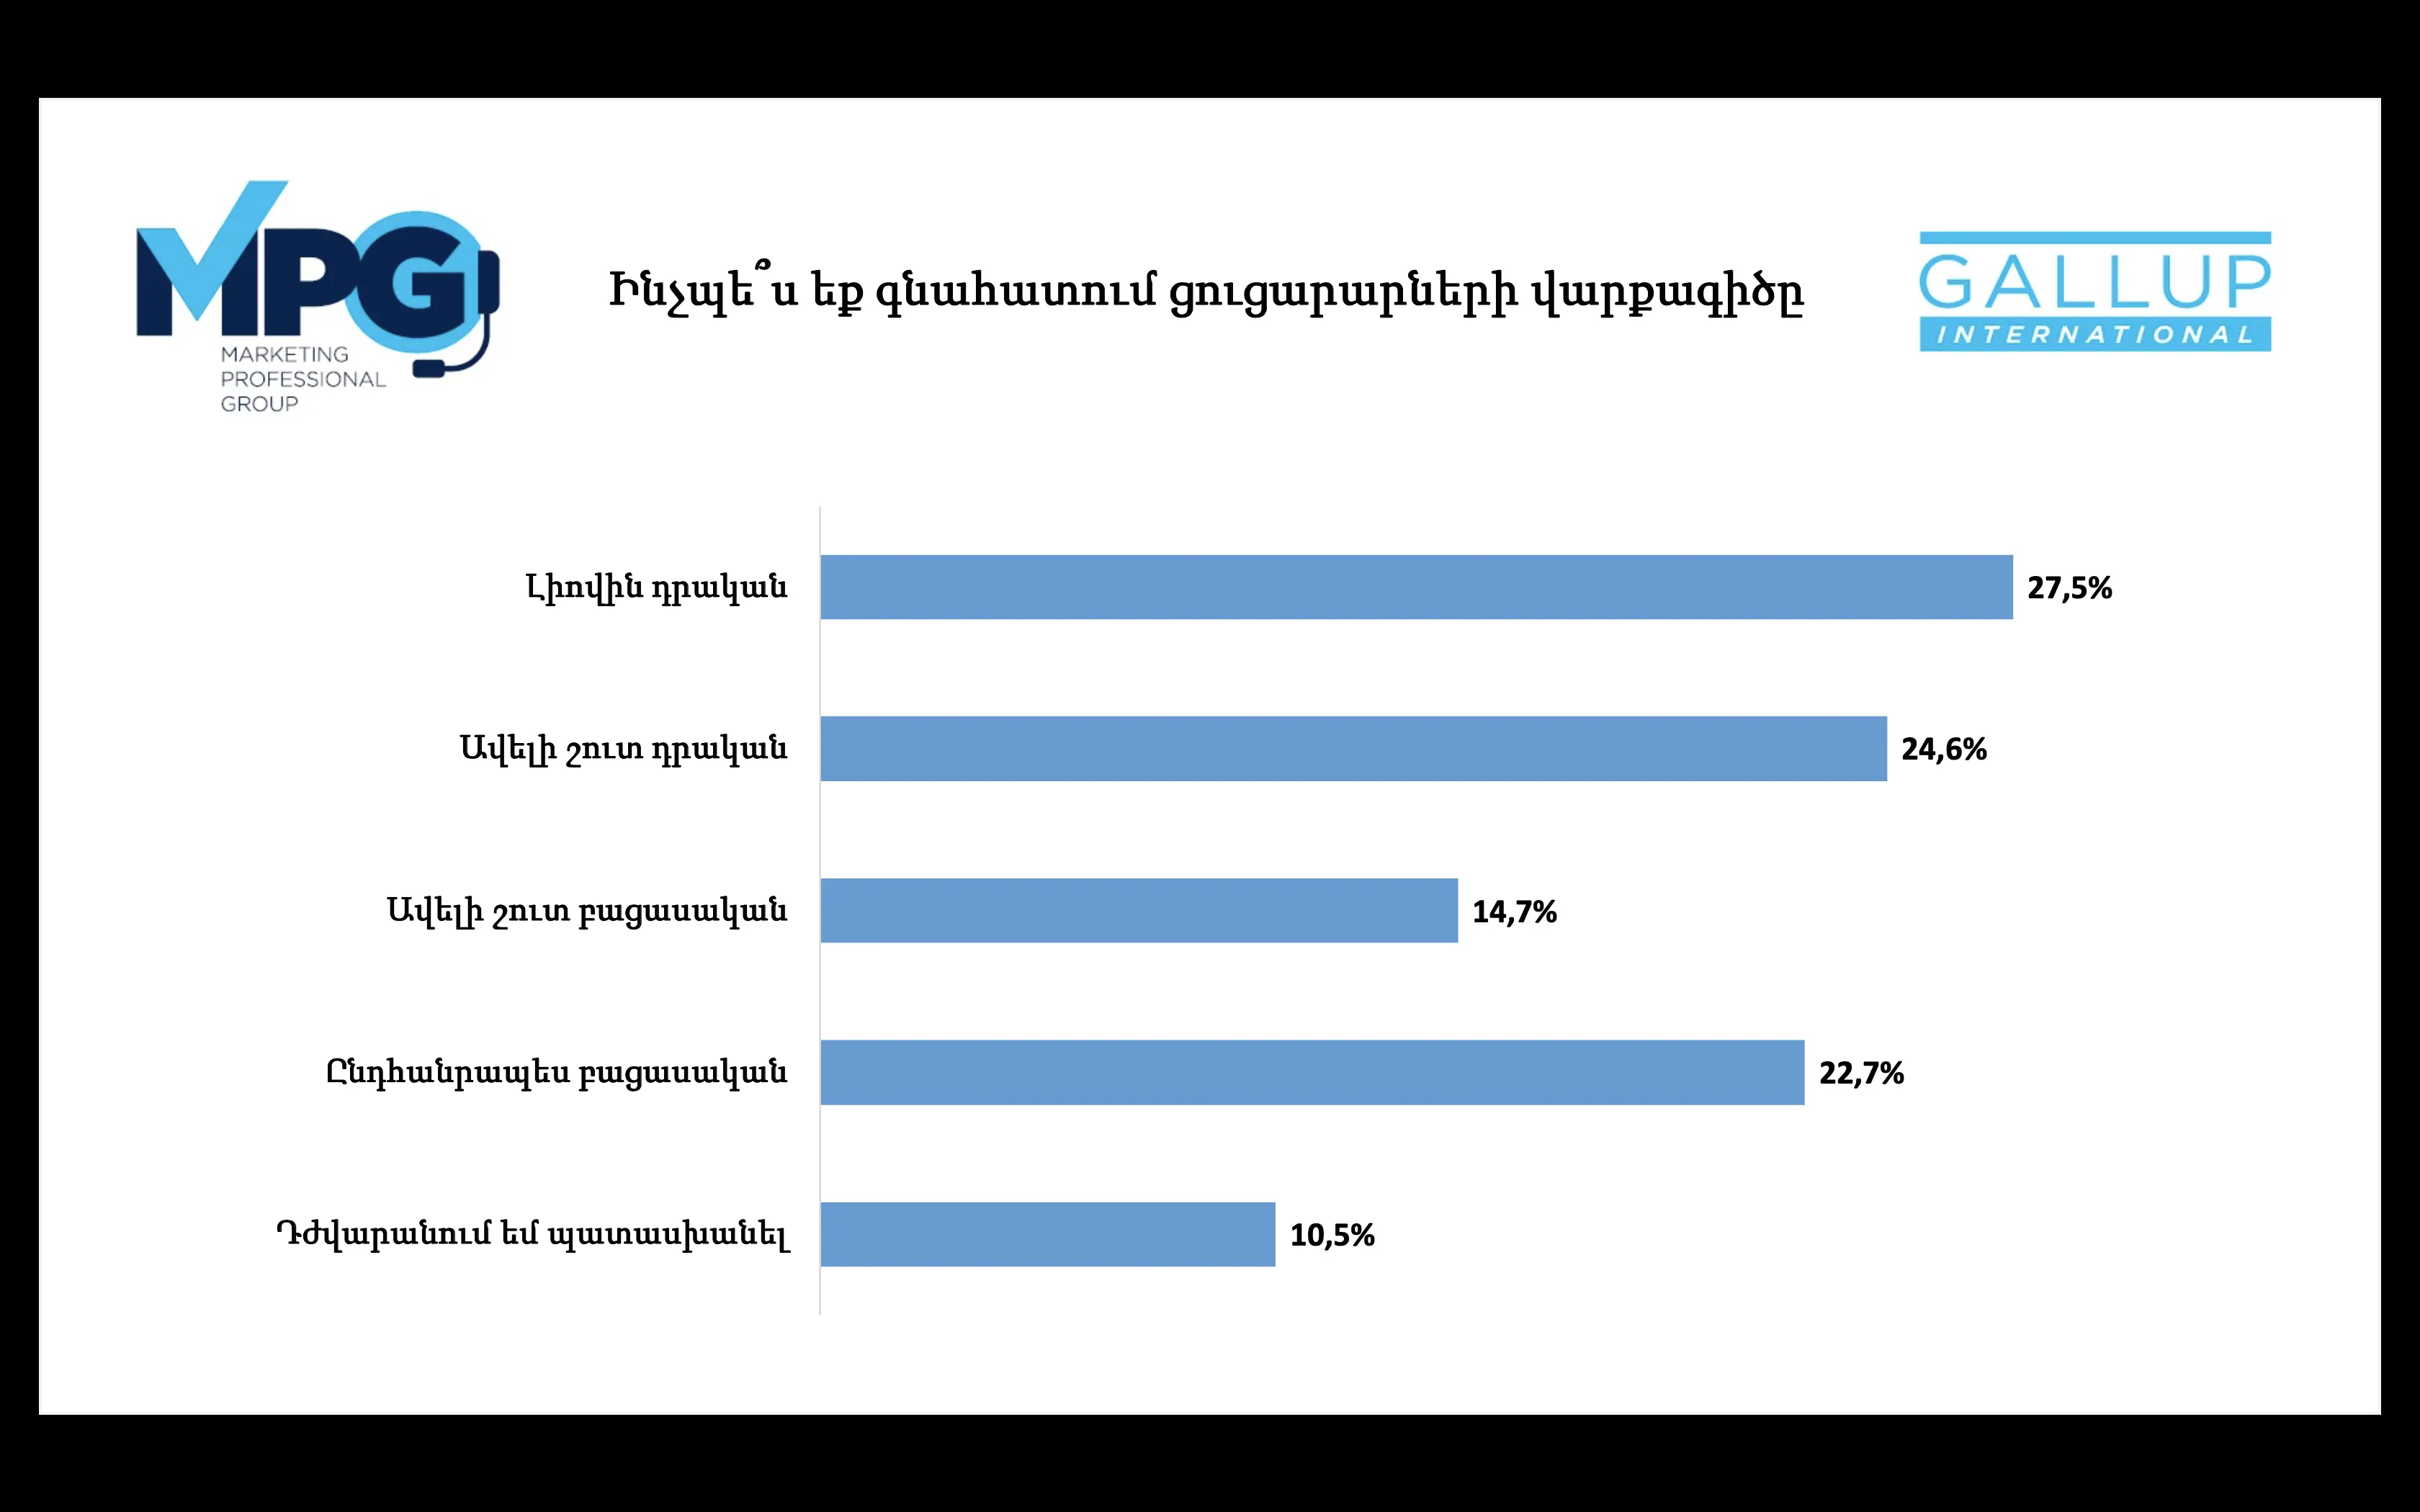 MPG
MARKETING
PROFESSIONAL
GROUP
Ինչպե՞ս եք գնահատում ցուցարարների վարքագիծը
GALLUP
INTERNATIONAL
Լիովին դրական
27,5%
Ավելի շուտ դրական
24,6%
Ավելի շուտ բացասական
14,7%
Ընդհանրապես բացասական
22,7%
Դժվարանում եմ պատասխանել
10,5%